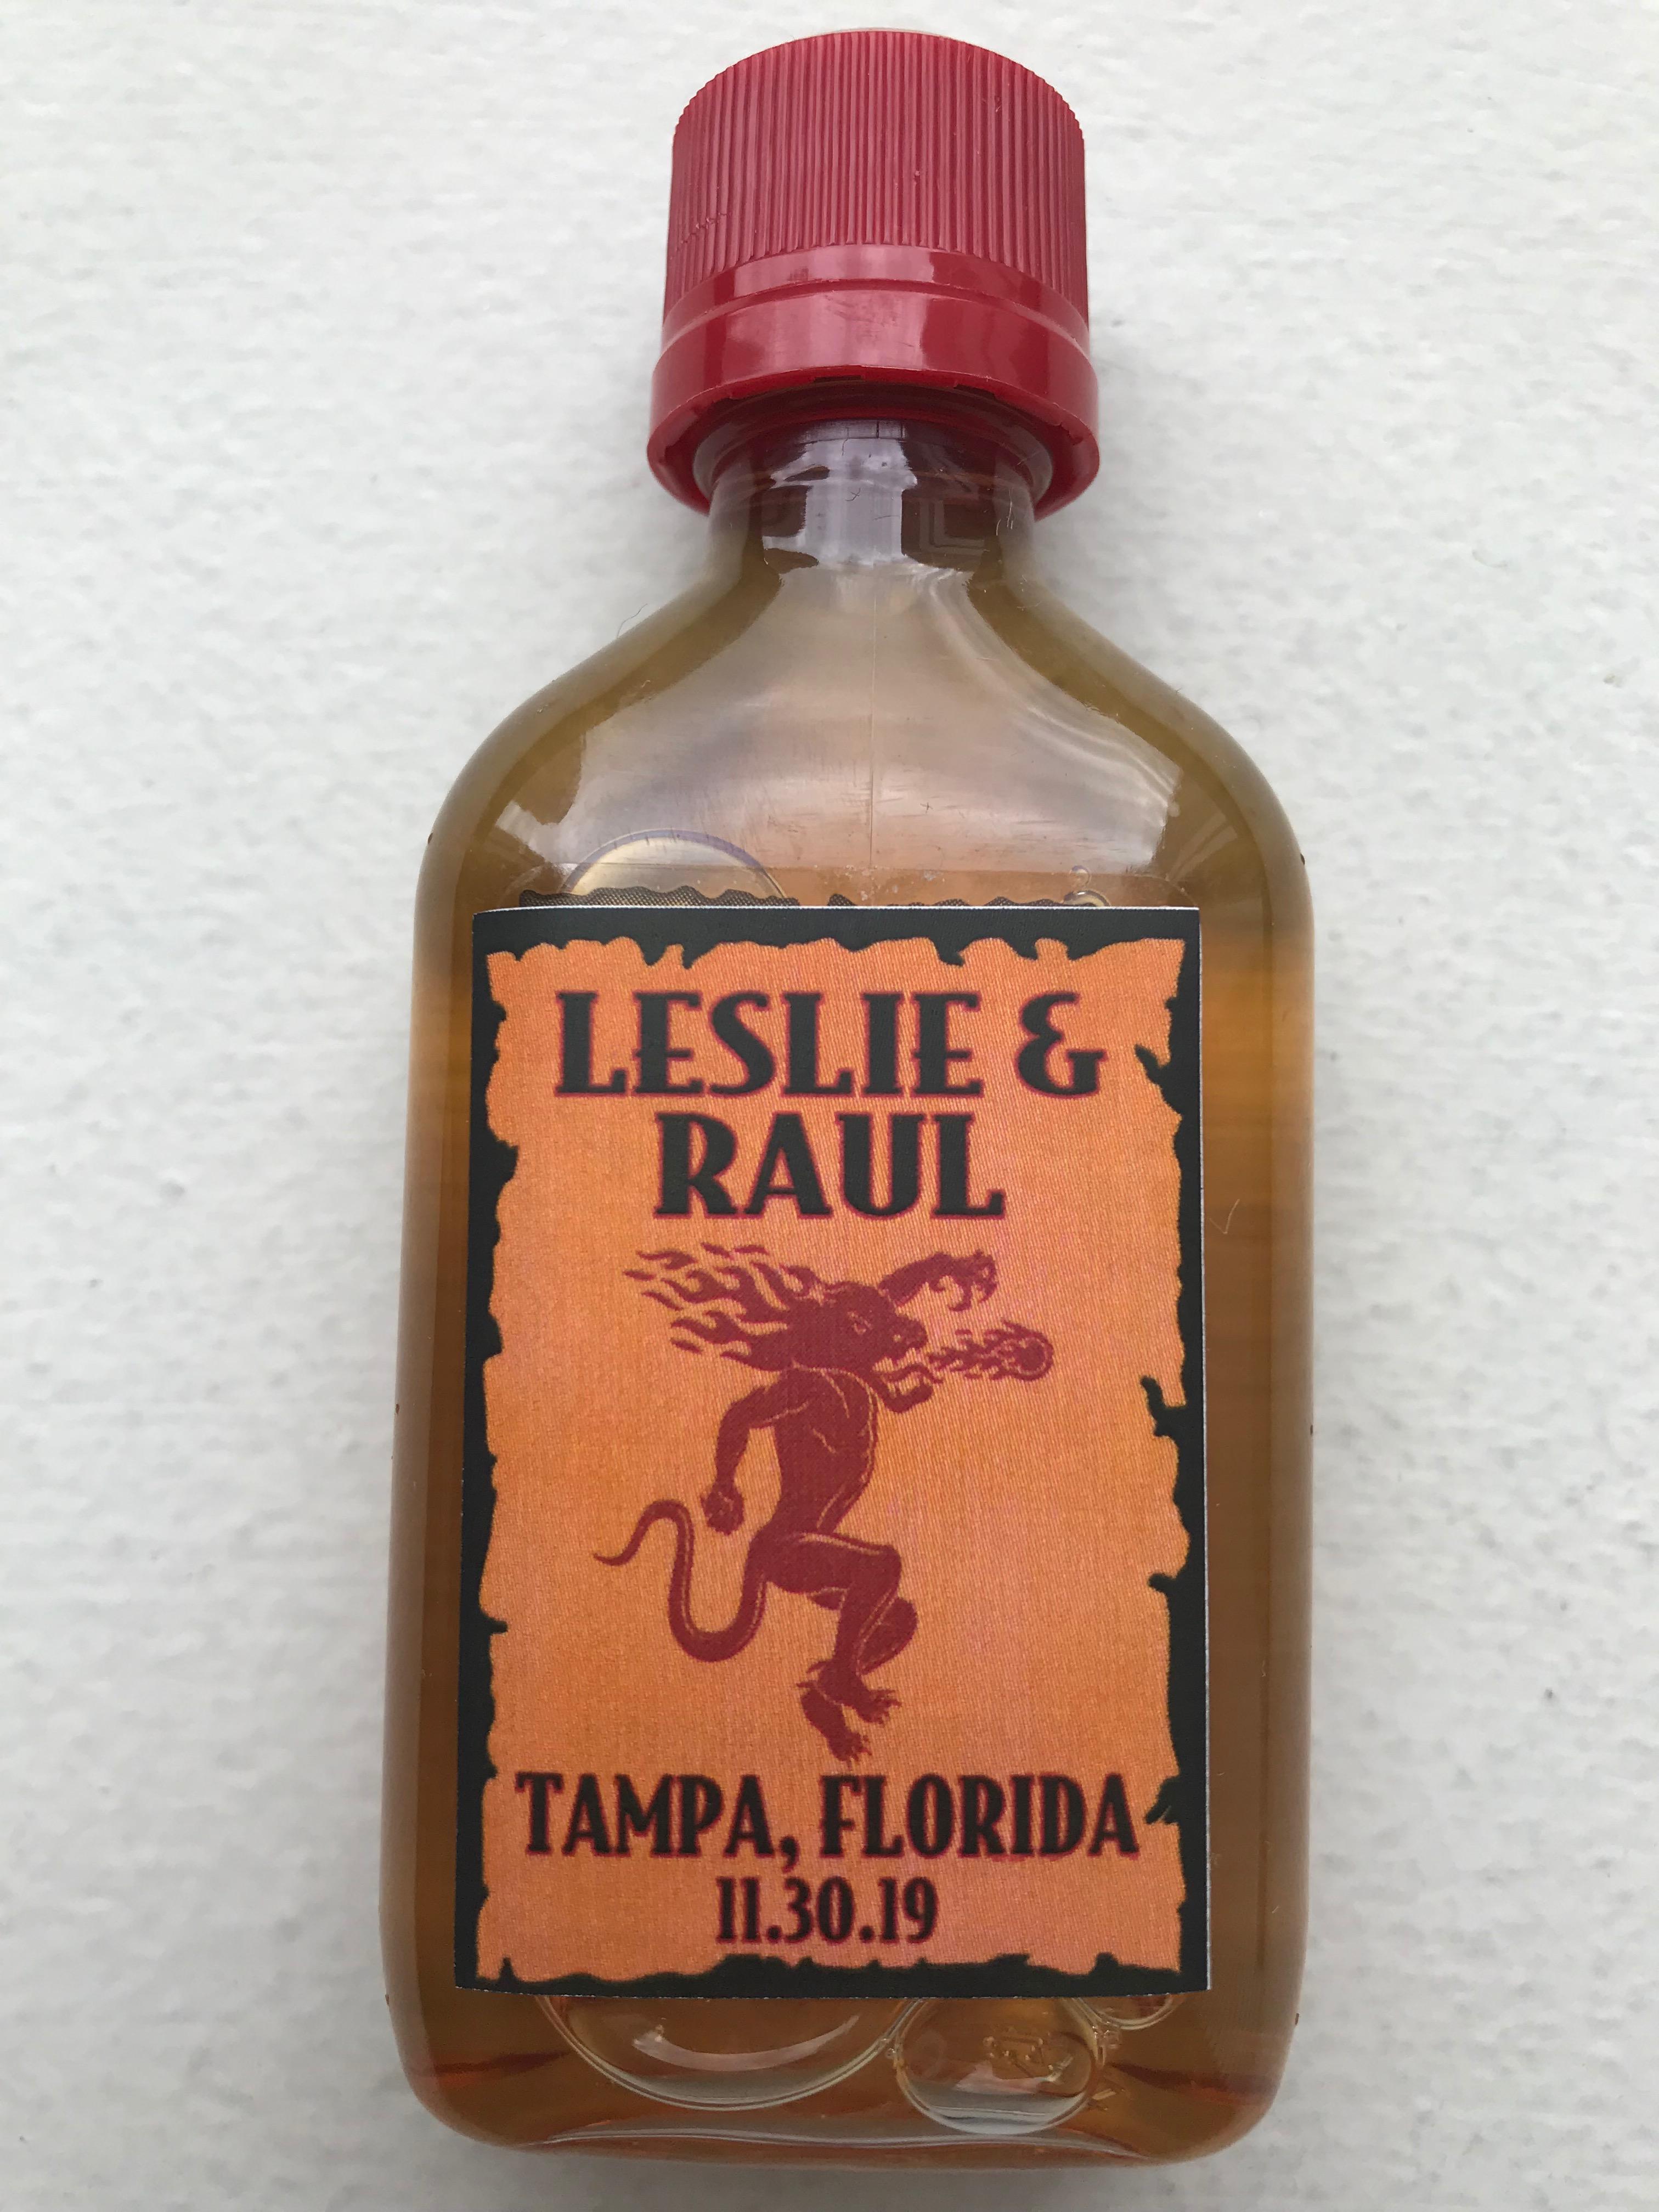 LESLIE &
RAUL
TAMPA, FLORIDA
11.30.19